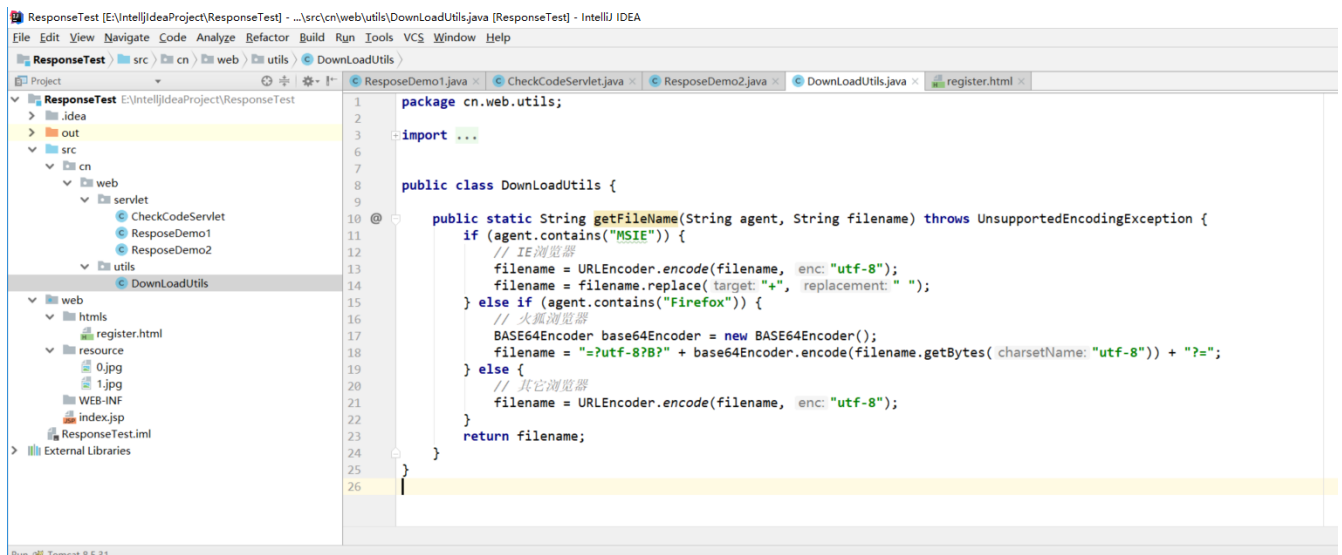 ResponseTest [E:\IntelljIdeaProject\ResponseTest] - ...\src\cn\web\utils\DownLoadUtils.java [ResponseTest] - IntelliJ IDEA
File Edit View Navigate Code Analyze Refactor Build Run Tools VCS Window Help
ResponseTest src cn web utils DownLoadUtils
Project
ResposeDemo1.java CheckCodeServlet.java ResposeDemo2.java DownLoadUtils.java register.html
ResponseTest E:\IntelljIdeaProject\ResponseTest
.idea
out
src
cn
web
servlet
CheckCodeServlet
ResposeDemo1
ResposeDemo2
utils
DownLoadUtils
web
htmls
register.html
resource
0.jpg
1.jpg
WEB-INF
index.jsp
ResponseTest.iml
External Libraries
1 package cn.web.utils;
2
3 import ...
6
7
8 public class DownLoadUtils {
9
10 @ public static String getFileName(String agent, String filename) throws UnsupportedEncodingException {
11 if (agent.contains("MSIE")) {
12 // IE浏览器
13 filename = URLEncoder.encode(filename, enc: "utf-8");
14 filename = filename.replace( target: "+", replacement: " ");
15 } else if (agent.contains("Firefox")) {
16 // 火狐浏览器
17 BASE64Encoder base64Encoder = new BASE64Encoder();
18 filename = "=?utf-8?B?" + base64Encoder.encode(filename.getBytes( charsetName: "utf-8")) + "?=";
19 } else {
20 // 其它浏览器
21 filename = URLEncoder.encode(filename, enc: "utf-8");
22 }
23 return filename;
24 }
25 }
26
Run Tomcat 8.5.31